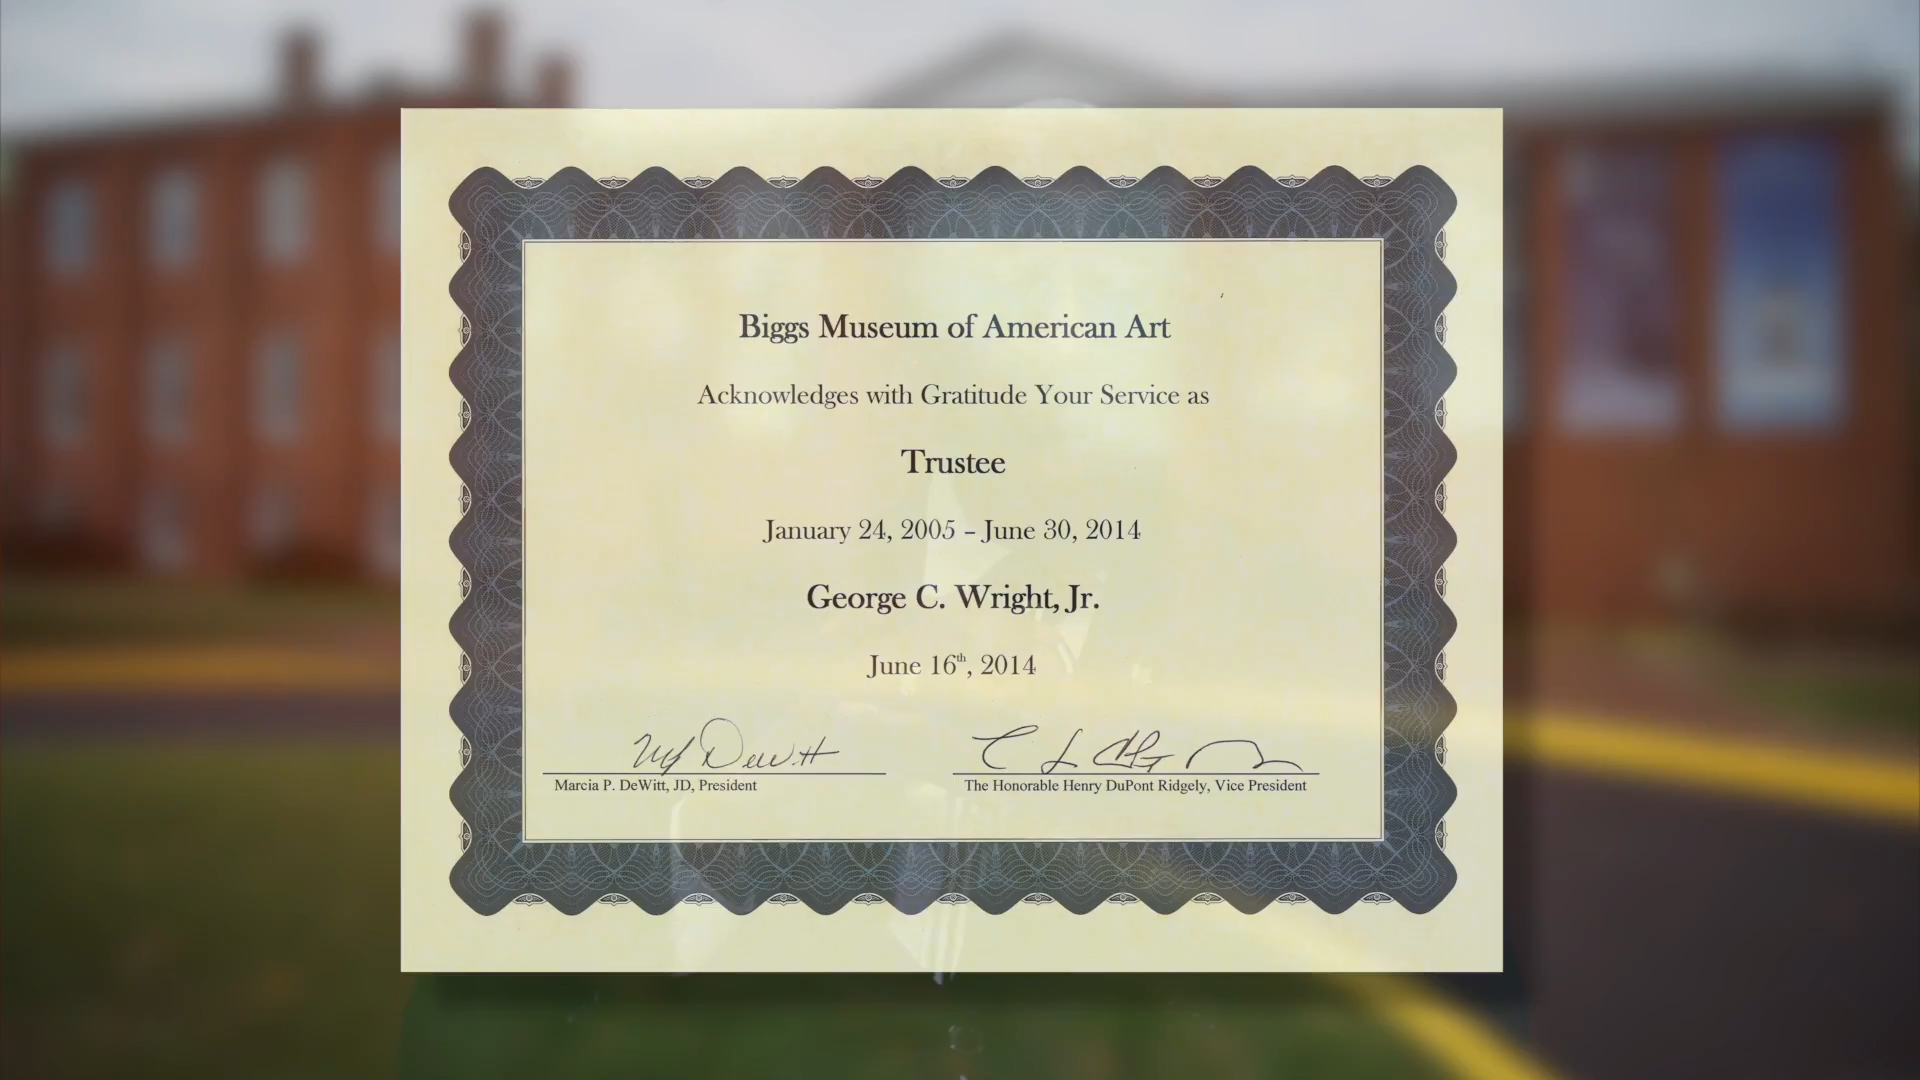 Biggs Museum of American Art
Acknowledges with Gratitude Your Service as
Trustee
January 24, 2005 – June 30, 2014
George C. Wright, Jr.
June 16th, 2014
Marcia P. DeWitt, JD, President
The Honorable Henry DuPont Ridgely, Vice President